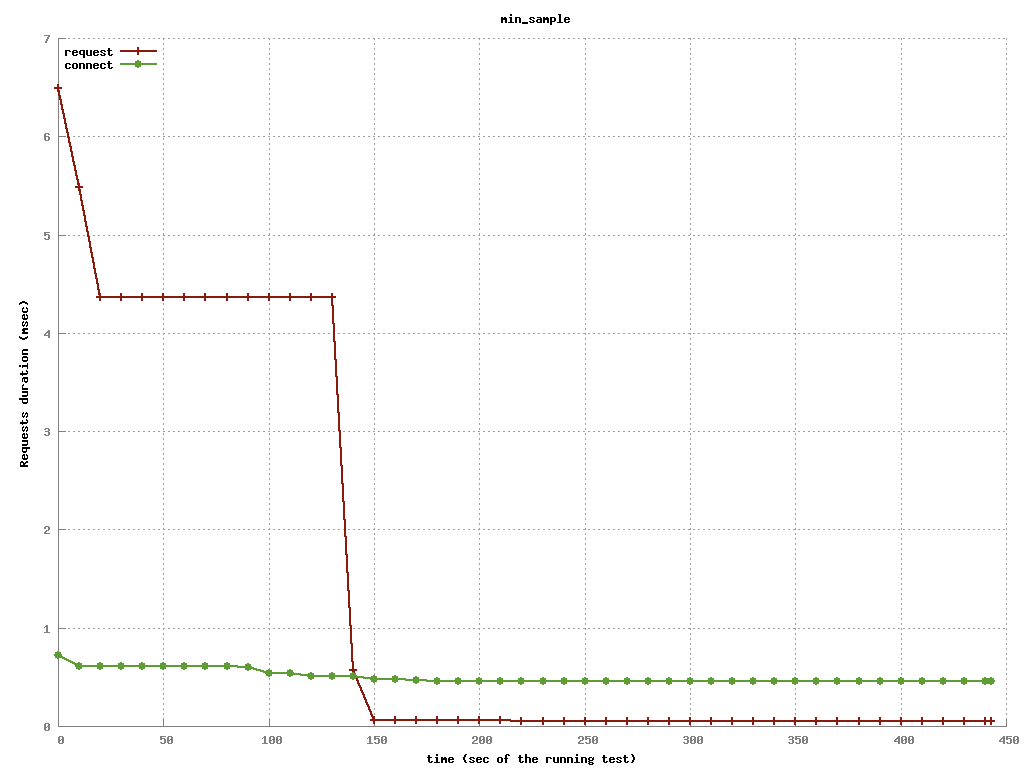 min_sample
request
connect
7
6
5
4
3
2
1
0
Requests duration (msec)
0 50 100 150 200 250 300 350 400 450
time (sec of the running test)